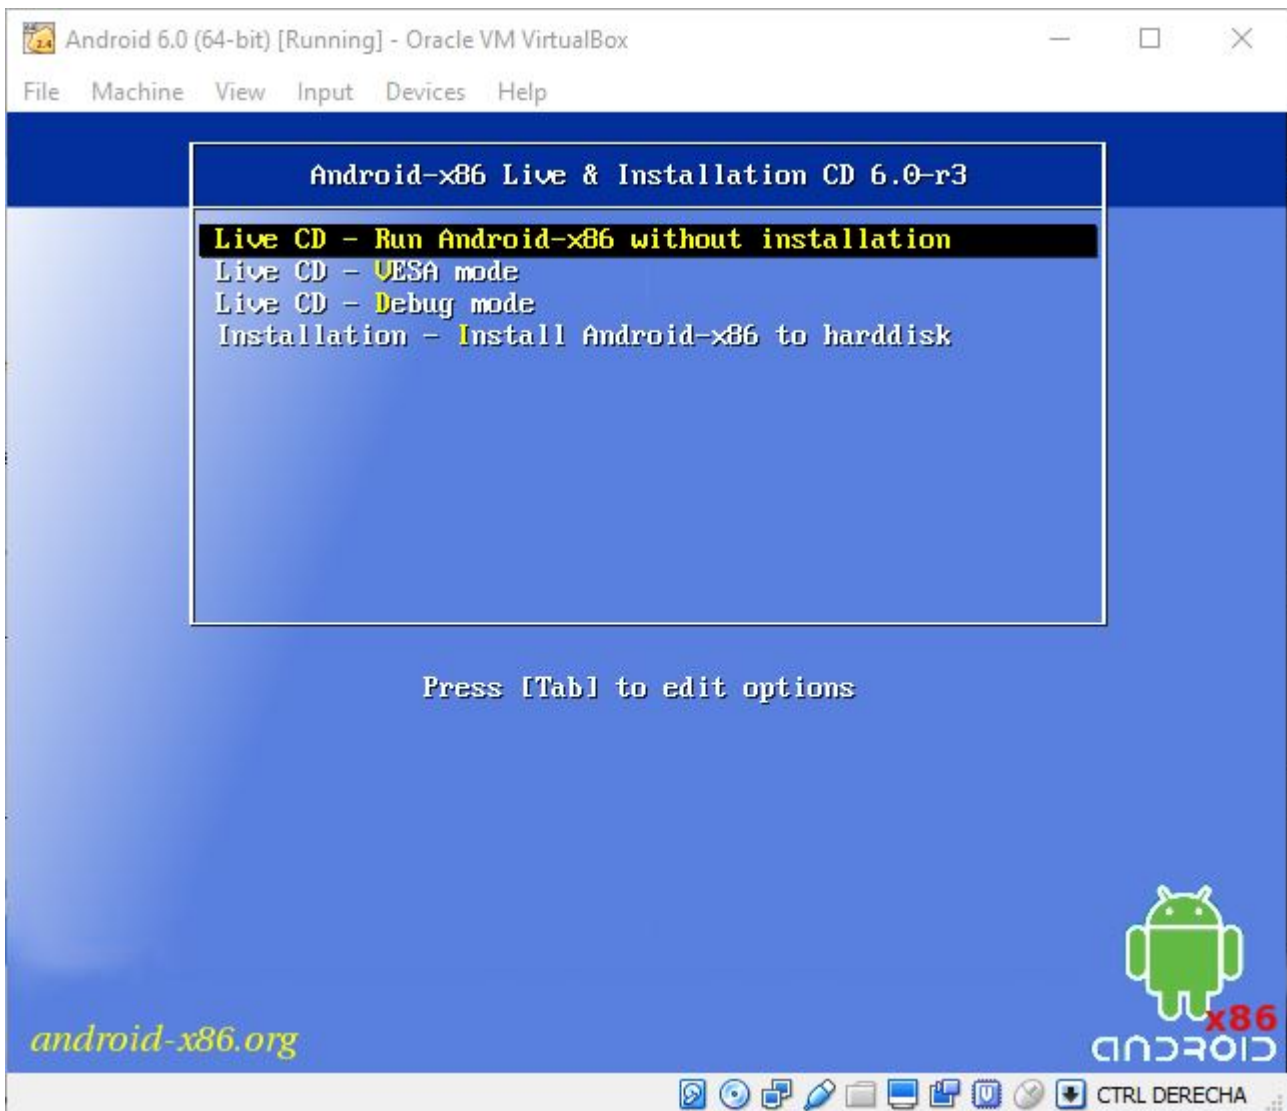 Android 6.0 (64-bit) [Running] - Oracle VM VirtualBox
File Machine View Input Devices Help
Android-x86 Live & Installation CD 6.0-r3
Live CD - Run Android-x86 without installation
Live CD - VESA mode
Live CD - Debug mode
Installation - Install Android-x86 to harddisk
Press [Tab] to edit options
android-x86.org
x86
android
CTRL DERECHA